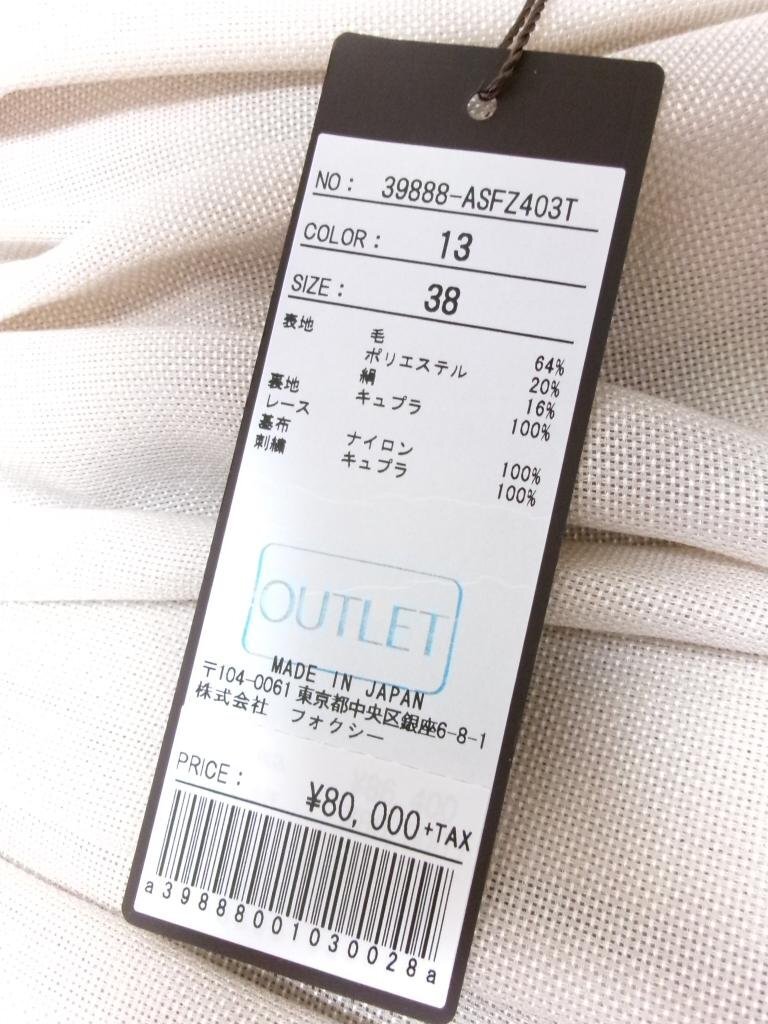 NO: 39888-ASFZ403T
COLOR: 13
SIZE: 38
表地 毛 64%
ポリエステル 20%
絹 16%
裏地 キュプラ 100%
レース
基布 ナイロン 100%
刺繍 キュプラ 100%
OUTLET
MADE IN JAPAN
〒104-0061 東京都中央区銀座6-8-1
株式会社 フォクシー
PRICE: ¥80,000+TAX
a39888001030028a